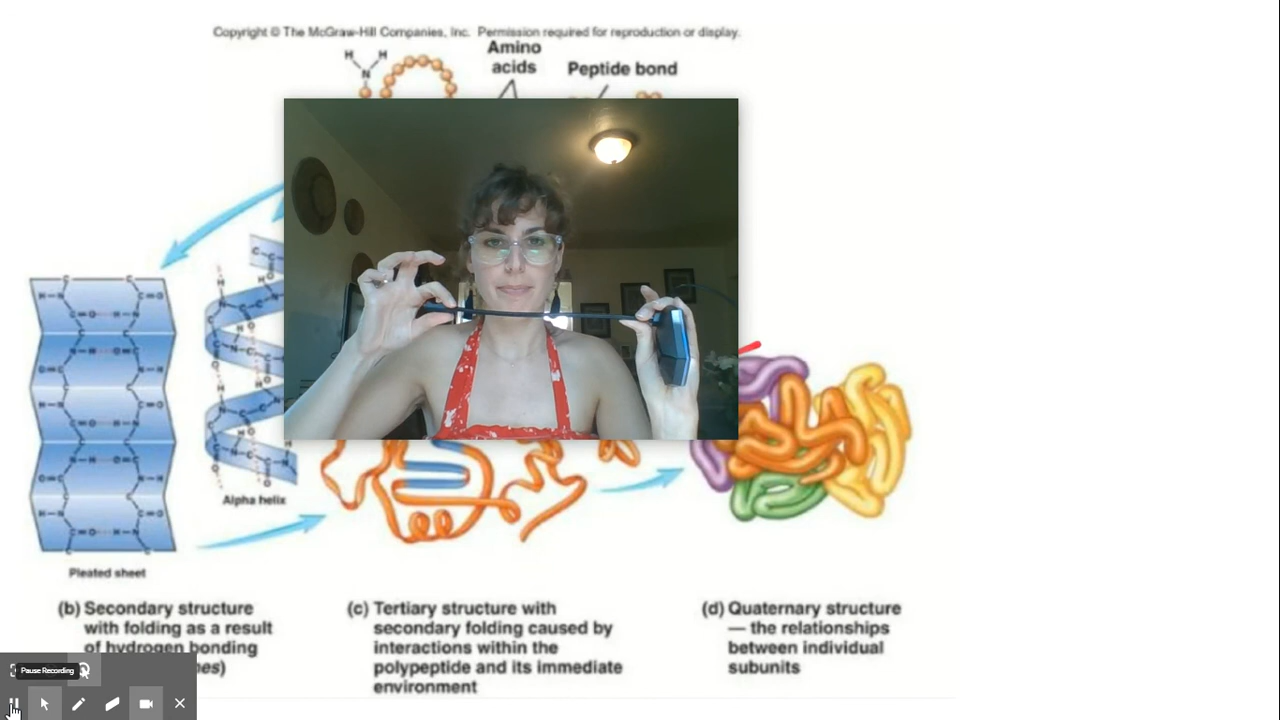 Copyright © The McGraw-Hill Companies, Inc. Permission required for reproduction or display.
Amino
acids
Peptide bond
Alpha helix
Pleated sheet
(b) Secondary structure
with folding as a result
of hydrogen bonding
(c) Tertiary structure with
secondary folding caused by
interactions within the
polypeptide and its immediate
environment
(d) Quaternary structure
— the relationships
between individual
subunits
Pause Recording